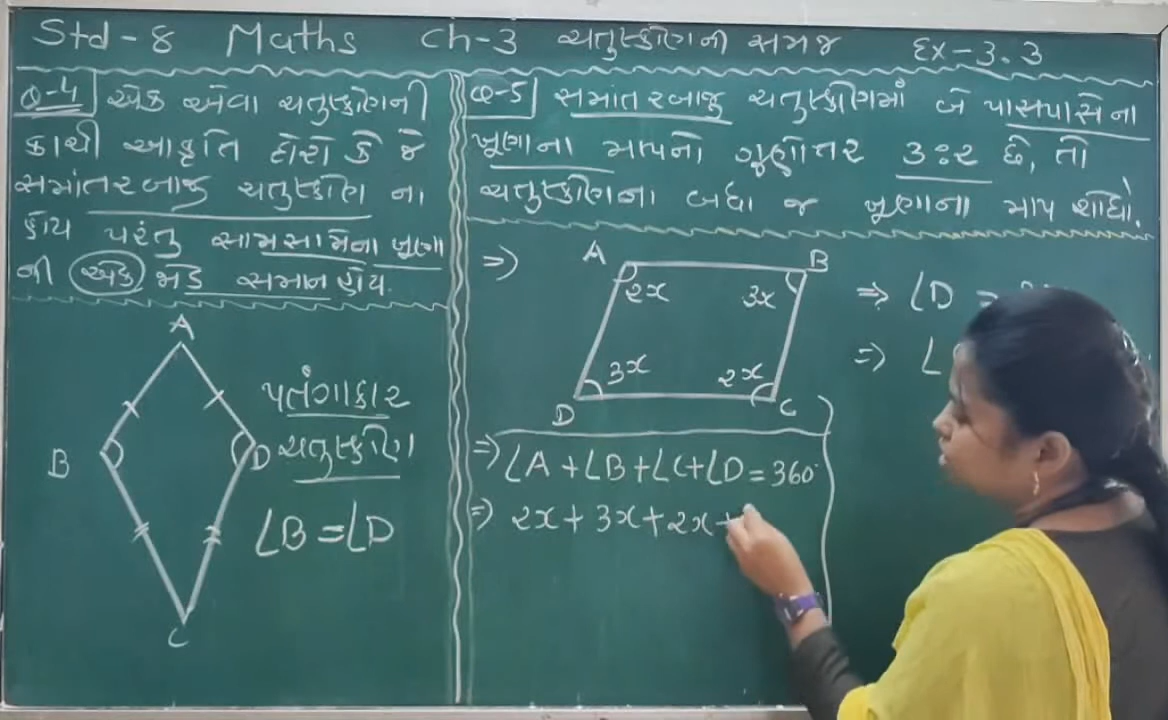 Std-8 Maths Ch-3 ચતુષ્કોણની સમજ Ex-3.3
Q-4 એક એવા ચતુષ્કોણની
કાચી આકૃતિ દોરો કે જે
સમાંતરબાજુ ચતુષ્કોણ ના
હોય પરંતુ સામસામેના ખૂણા
ની એક જોડ સમાન હોય.
A
B
D
C
પતંગાકાર
ચતુષ્કોણ
∠B=∠D
Q-5 સમાંતરબાજુ ચતુષ્કોણમાં બે પાસપાસેના
ખૂણાના માપનો ગુણોત્તર 3:2 છે, તો
ચતુષ્કોણના બધા જ ખૂણાના માપ શોધો.
⇒ A B
2x 3x
3x 2x
D C
⇒ ∠A+∠B+∠C+∠D=360°
⇒ 2x+3x+2x+
⇒ ∠D =
⇒ ∠